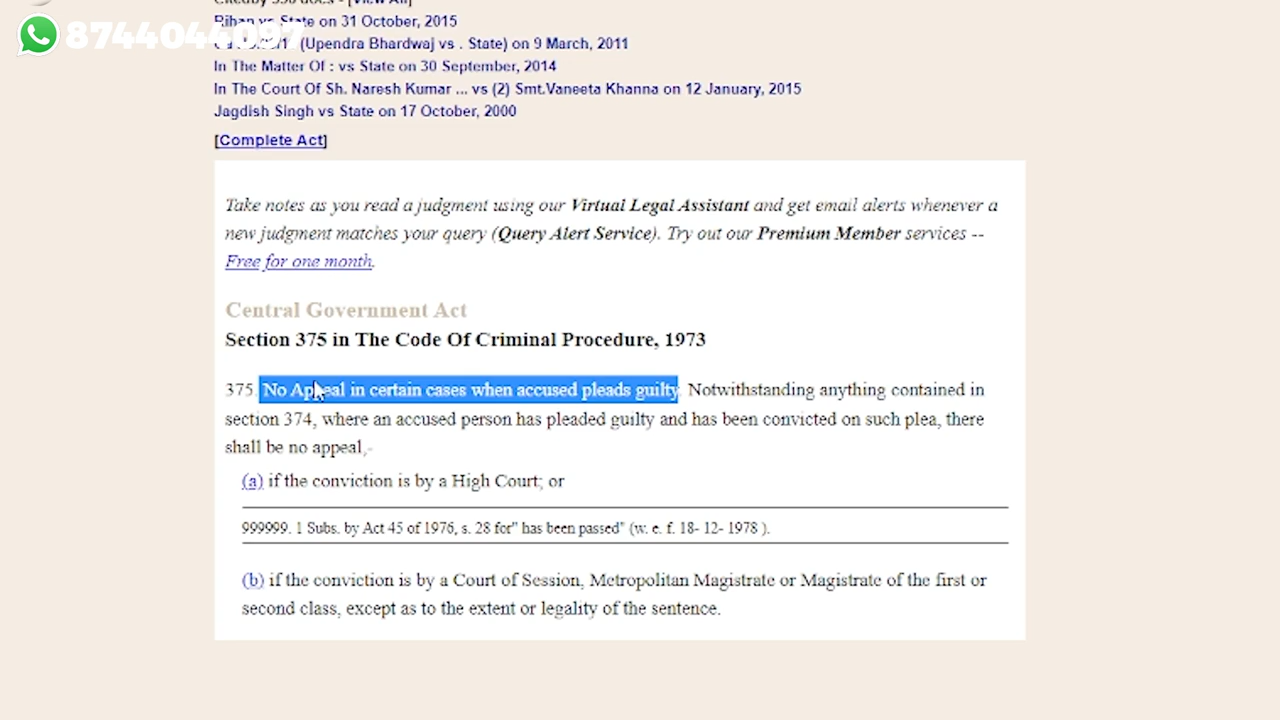 Citedby 330 docs - [View All]
Rihan vs State on 31 October, 2015
8744044097
(Upendra Bhardwaj vs . State) on 9 March, 2011
In The Matter Of : vs State on 30 September, 2014
In The Court Of Sh. Naresh Kumar ... vs (2) Smt.Vaneeta Khanna on 12 January, 2015
Jagdish Singh vs State on 17 October, 2000
[Complete Act]
Take notes as you read a judgment using our Virtual Legal Assistant and get email alerts whenever a
new judgment matches your query (Query Alert Service). Try out our Premium Member services --
Free for one month.
Central Government Act
Section 375 in The Code Of Criminal Procedure, 1973
375. No Appeal in certain cases when accused pleads guilty. Notwithstanding anything contained in
section 374, where an accused person has pleaded guilty and has been convicted on such plea, there
shall be no appeal,-
(a) if the conviction is by a High Court; or
999999. 1 Subs. by Act 45 of 1976, s. 28 for" has been passed" (w. e. f. 18- 12- 1978 ).
(b) if the conviction is by a Court of Session, Metropolitan Magistrate or Magistrate of the first or
second class, except as to the extent or legality of the sentence.